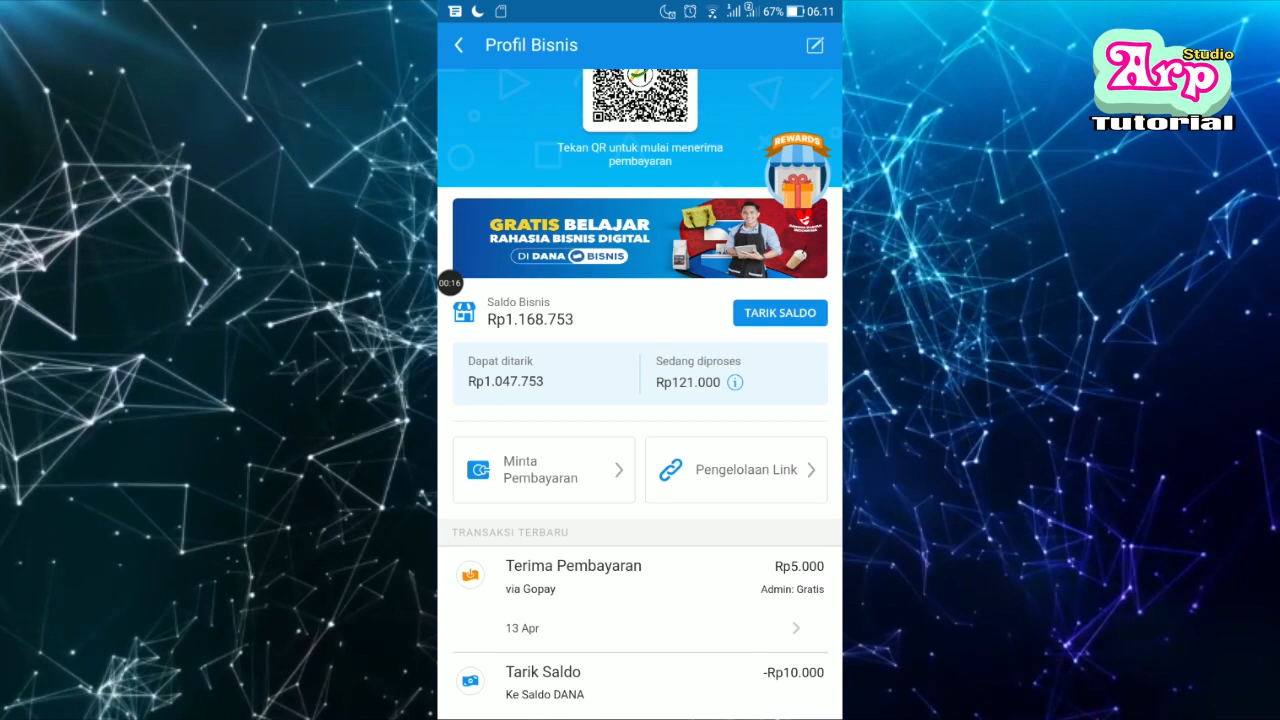 67% 06.11
Profil Bisnis
Arp Studio
Tutorial
Tekan QR untuk mulai menerima
pembayaran
REWARDS
GRATIS BELAJAR
RAHASIA BISNIS DIGITAL
DI DANA BISNIS
00:16
Saldo Bisnis
Rp1.168.753
TARIK SALDO
Dapat ditarik
Rp1.047.753
Sedang diproses
Rp121.000
Minta
Pembayaran
Pengelolaan Link
TRANSAKSI TERBARU
Terima Pembayaran
Rp5.000
via Gopay
Admin: Gratis
13 Apr
Tarik Saldo
-Rp10.000
Ke Saldo DANA